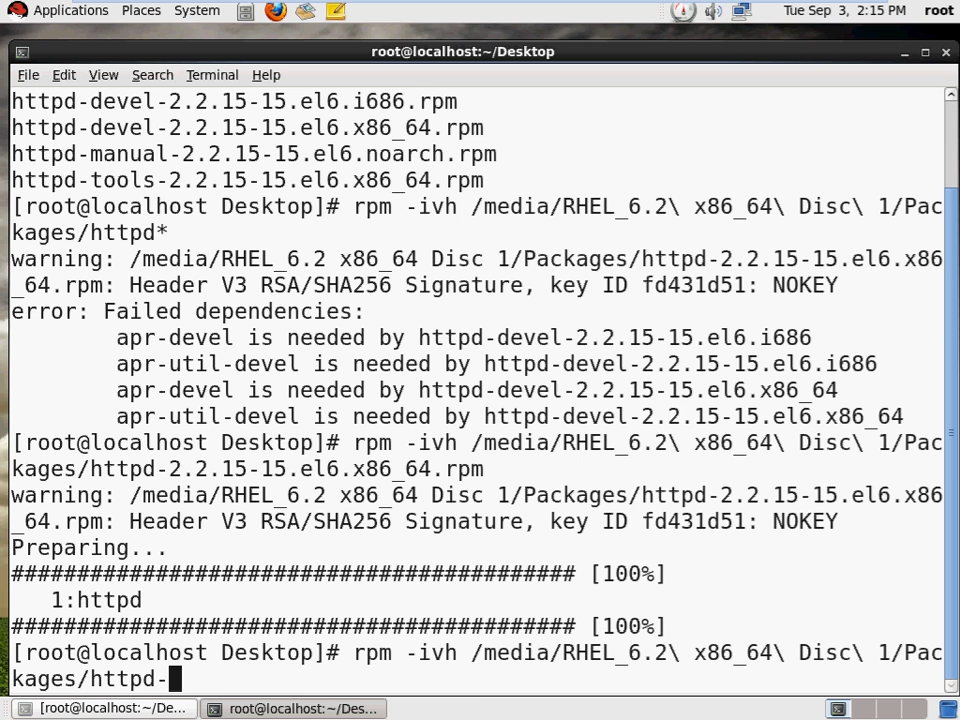 Applications Places System
Tue Sep 3, 2:15 PM root
root@localhost:~/Desktop
File Edit View Search Terminal Help
httpd-devel-2.2.15-15.el6.i686.rpm
httpd-devel-2.2.15-15.el6.x86_64.rpm
httpd-manual-2.2.15-15.el6.noarch.rpm
httpd-tools-2.2.15-15.el6.x86_64.rpm
[root@localhost Desktop]# rpm -ivh /media/RHEL_6.2\ x86_64\ Disc\ 1/Pac
kages/httpd*
warning: /media/RHEL_6.2 x86_64 Disc 1/Packages/httpd-2.2.15-15.el6.x86
_64.rpm: Header V3 RSA/SHA256 Signature, key ID fd431d51: NOKEY
error: Failed dependencies:
        apr-devel is needed by httpd-devel-2.2.15-15.el6.i686
        apr-util-devel is needed by httpd-devel-2.2.15-15.el6.i686
        apr-devel is needed by httpd-devel-2.2.15-15.el6.x86_64
        apr-util-devel is needed by httpd-devel-2.2.15-15.el6.x86_64
[root@localhost Desktop]# rpm -ivh /media/RHEL_6.2\ x86_64\ Disc\ 1/Pac
kages/httpd-2.2.15-15.el6.x86_64.rpm
warning: /media/RHEL_6.2 x86_64 Disc 1/Packages/httpd-2.2.15-15.el6.x86
_64.rpm: Header V3 RSA/SHA256 Signature, key ID fd431d51: NOKEY
Preparing...
########################################### [100%]
   1:httpd
########################################### [100%]
[root@localhost Desktop]# rpm -ivh /media/RHEL_6.2\ x86_64\ Disc\ 1/Pac
kages/httpd-
[root@localhost:~/De...
root@localhost:~/Des...